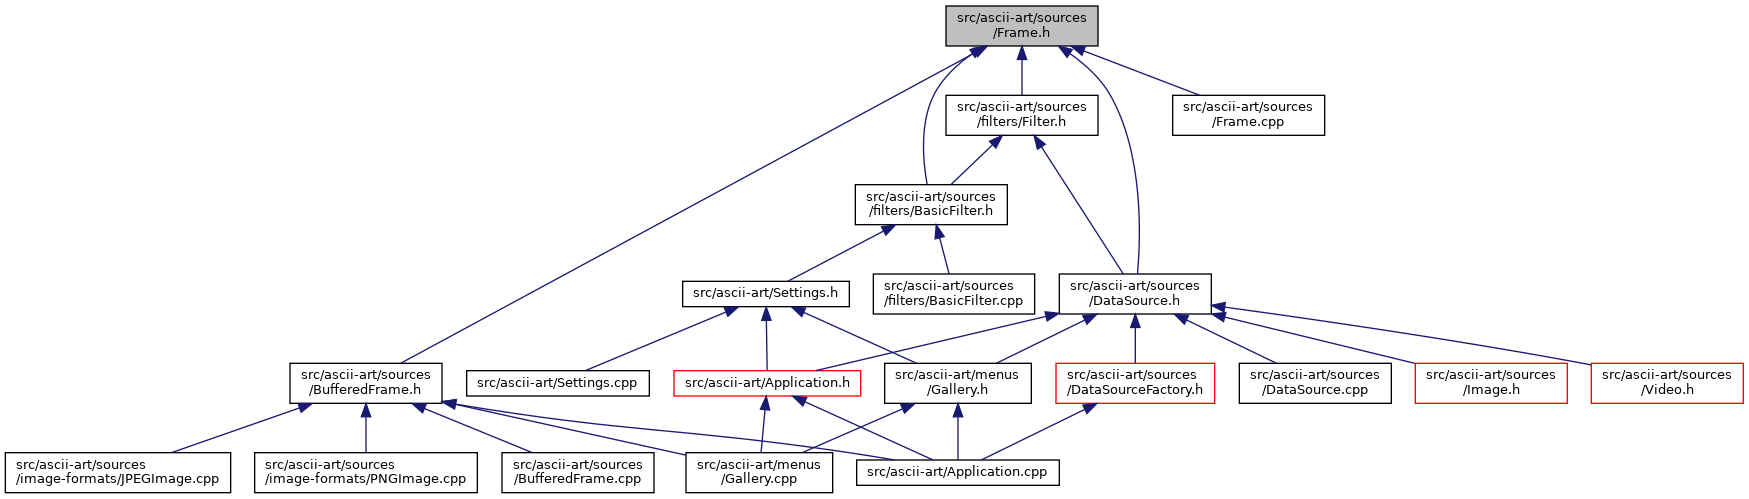 src/ascii-art/sources
/Frame.h
src/ascii-art/sources
/filters/Filter.h
src/ascii-art/sources
/Frame.cpp
src/ascii-art/sources
/filters/BasicFilter.h
src/ascii-art/Settings.h
src/ascii-art/sources
/filters/BasicFilter.cpp
src/ascii-art/sources
/DataSource.h
src/ascii-art/sources
/BufferedFrame.h
src/ascii-art/Settings.cpp
src/ascii-art/Application.h
src/ascii-art/menus
/Gallery.h
src/ascii-art/sources
/DataSourceFactory.h
src/ascii-art/sources
/DataSource.cpp
src/ascii-art/sources
/Image.h
src/ascii-art/sources
/Video.h
src/ascii-art/sources
/image-formats/JPEGImage.cpp
src/ascii-art/sources
/image-formats/PNGImage.cpp
src/ascii-art/sources
/BufferedFrame.cpp
src/ascii-art/menus
/Gallery.cpp
src/ascii-art/Application.cpp